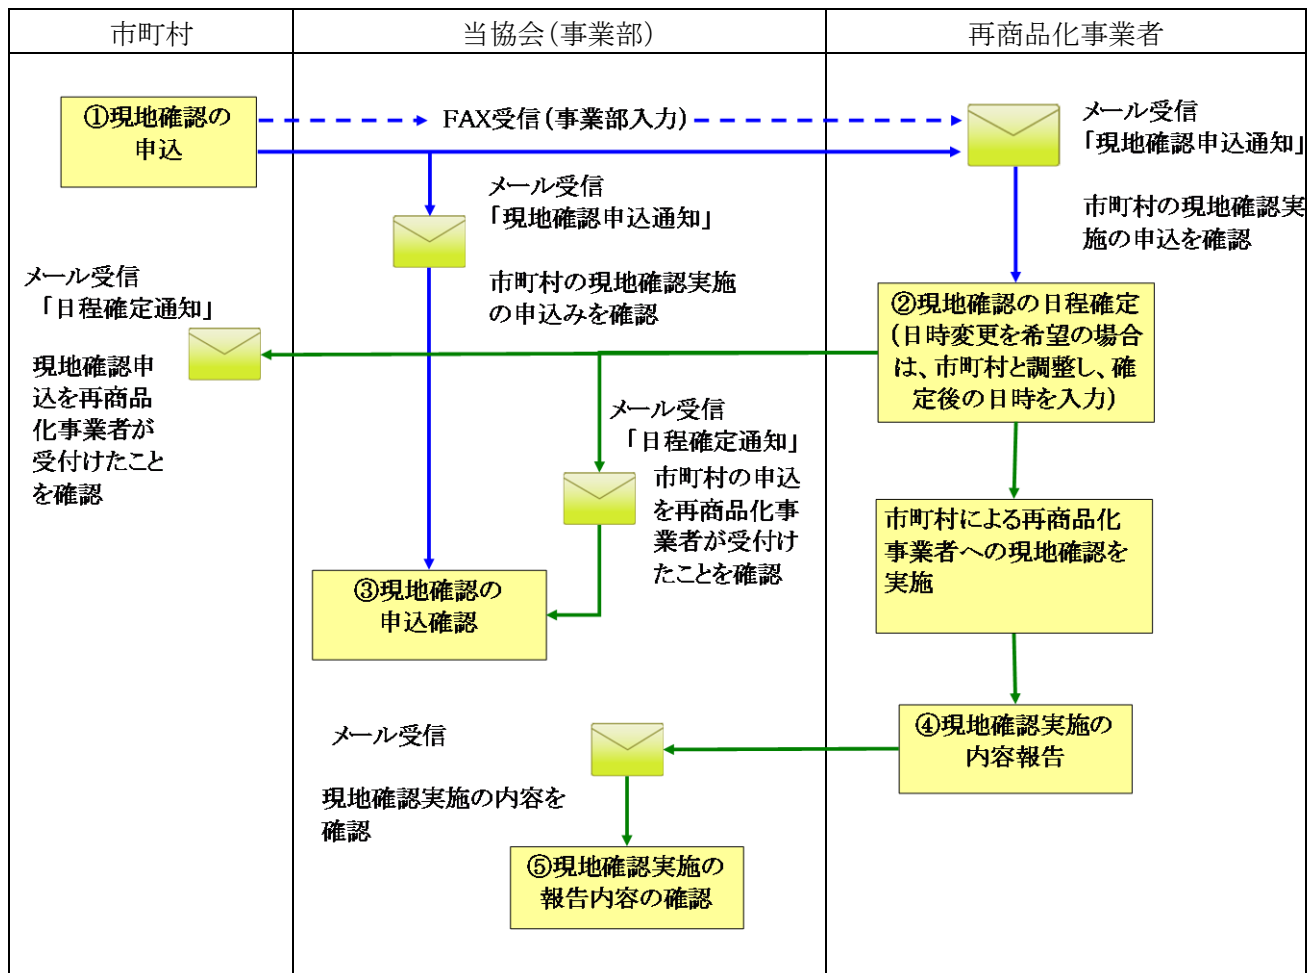 市町村
当協会（事業部）
再商品化事業者
①現地確認の
申込
FAX受信（事業部入力）
メール受信
「現地確認申込通知」
市町村の現地確認実
施の申込を確認
メール受信
「現地確認申込通知」
市町村の現地確認実施
の申込みを確認
メール受信
「日程確定通知」
現地確認申
込を再商品
化事業者が
受付けたこと
を確認
②現地確認の日程確定
（日時変更を希望の場合
は、市町村と調整し、確
定後の日時を入力）
メール受信
「日程確定通知」
市町村の申込
を再商品化事
業者が受付け
たことを確認
市町村による再商品化
事業者への現地確認を
実施
③現地確認の
申込確認
④現地確認実施の
内容報告
メール受信
現地確認実施の内容を
確認
⑤現地確認実施の
報告内容の確認